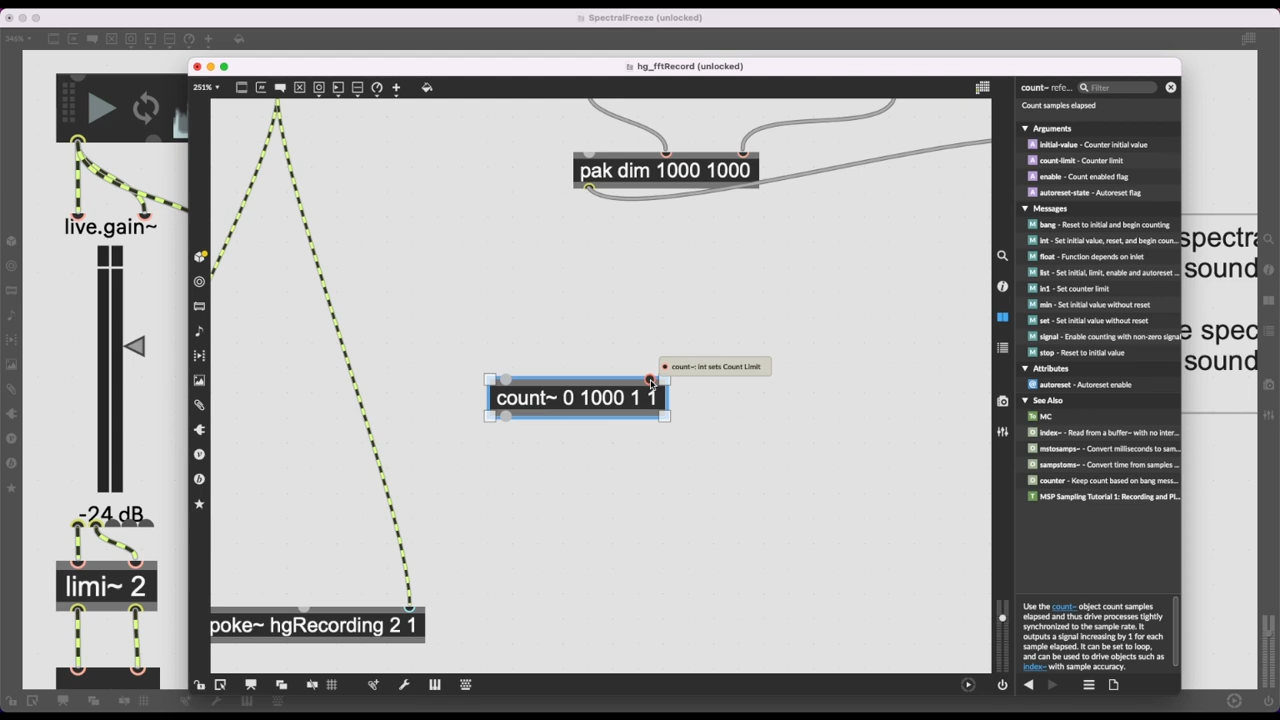 SpectralFreeze (unlocked)
346%
hg_fftRecord (unlocked)
251%
count~ refe...
Filter
Count samples elapsed
Arguments
A initial-value - Counter initial value
A count-limit - Counter limit
A enable - Count enabled flag
A autoreset-state - Autoreset flag
Messages
M bang - Reset to initial and begin counting
M int - Set initial value, reset, and begin coun...
M float - Function depends on inlet
M list - Set initial, limit, enable and autoreset ...
M in1 - Set counter limit
M min - Set initial value without reset
M set - Set initial value without reset
M signal - Enable counting with non-zero signal
M stop - Reset to initial value
Attributes
@ autoreset - Autoreset enable
See Also
To MC
O index~ - Read from a buffer~ with no inter...
O mstosamps~ - Convert milliseconds to sam...
O sampstoms~ - Convert time from samples ...
O counter - Keep count based on bang mess...
T MSP Sampling Tutorial 1: Recording and Pl...
Use the count~ object count samples
elapsed and thus drive processes tightly
synchronized to the sample rate. It
outputs a signal increasing by 1 for each
sample elapsed. It can be set to loop,
and can be used to drive objects such as
index~ with sample accuracy.
pak dim 1000 1000
live.gain~
count~: int sets Count Limit
count~ 0 1000 1 1
-24 dB
limi~ 2
poke~ hgRecording 2 1
spectra
sound
e spec
sound